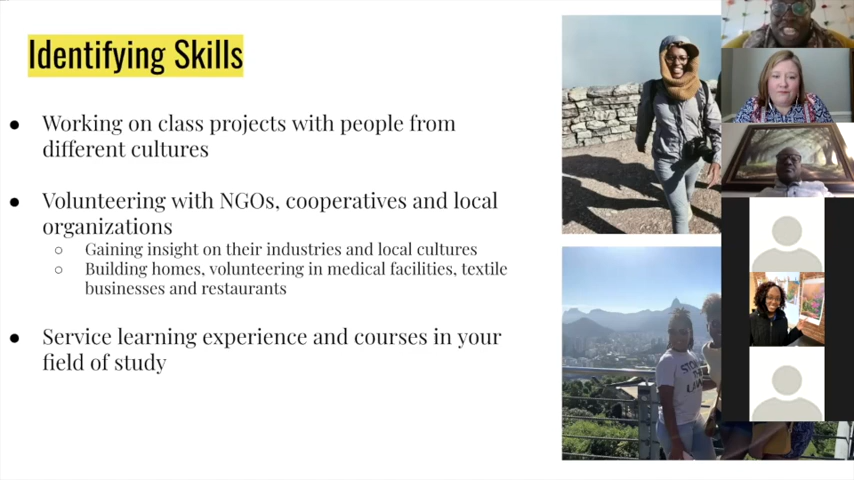 Identifying Skills
Working on class projects with people from
different cultures
Volunteering with NGOs, cooperatives and local
organizations
Gaining insight on their industries and local cultures
Building homes, volunteering in medical facilities, textile
businesses and restaurants
Service learning experience and courses in your
field of study